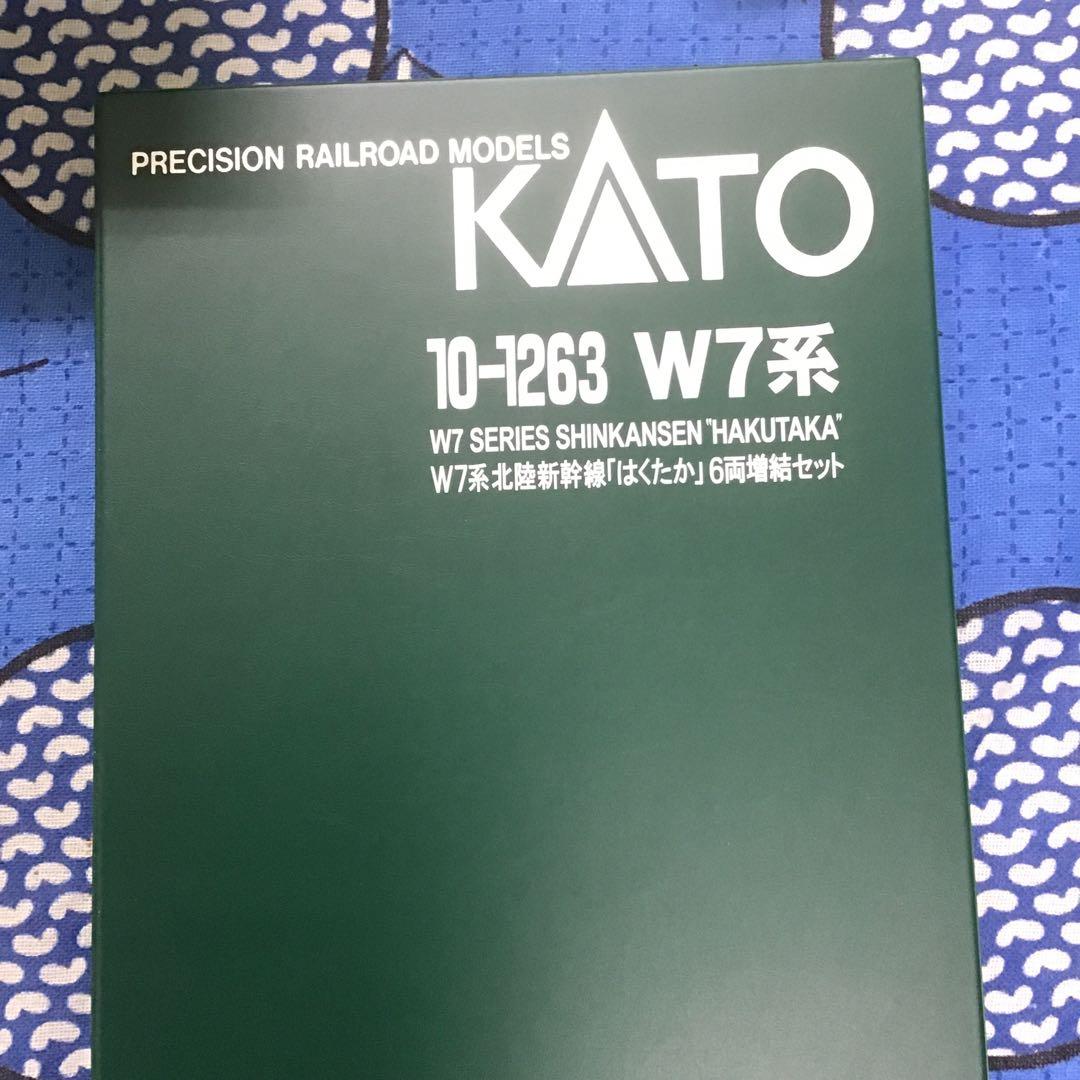 PRECISION RAILROAD MODELS
KATO
10-1263 W7系
W7 SERIES SHINKANSEN "HAKUTAKA"
W7系北陸新幹線「はくたか」6両増結セット